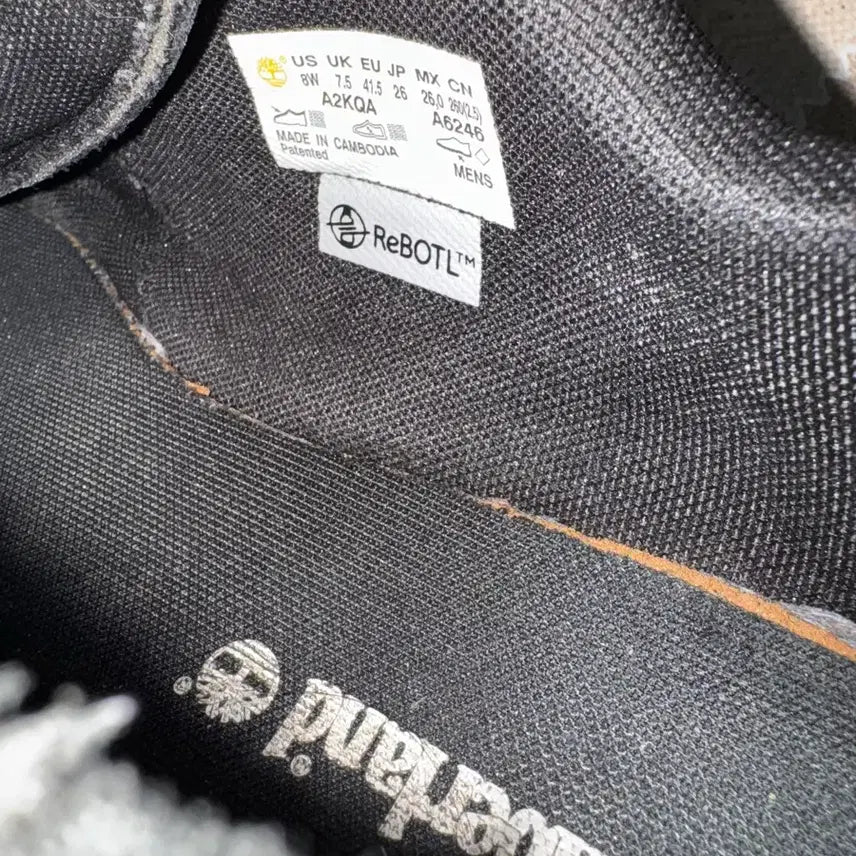 US UK EU JP MX CN
8W 7.5 41.5 26 26,0 260(2.5)
A2KQA A6246
MADE IN CAMBODIA
Patented
MENS
ReBOTL™
®
®